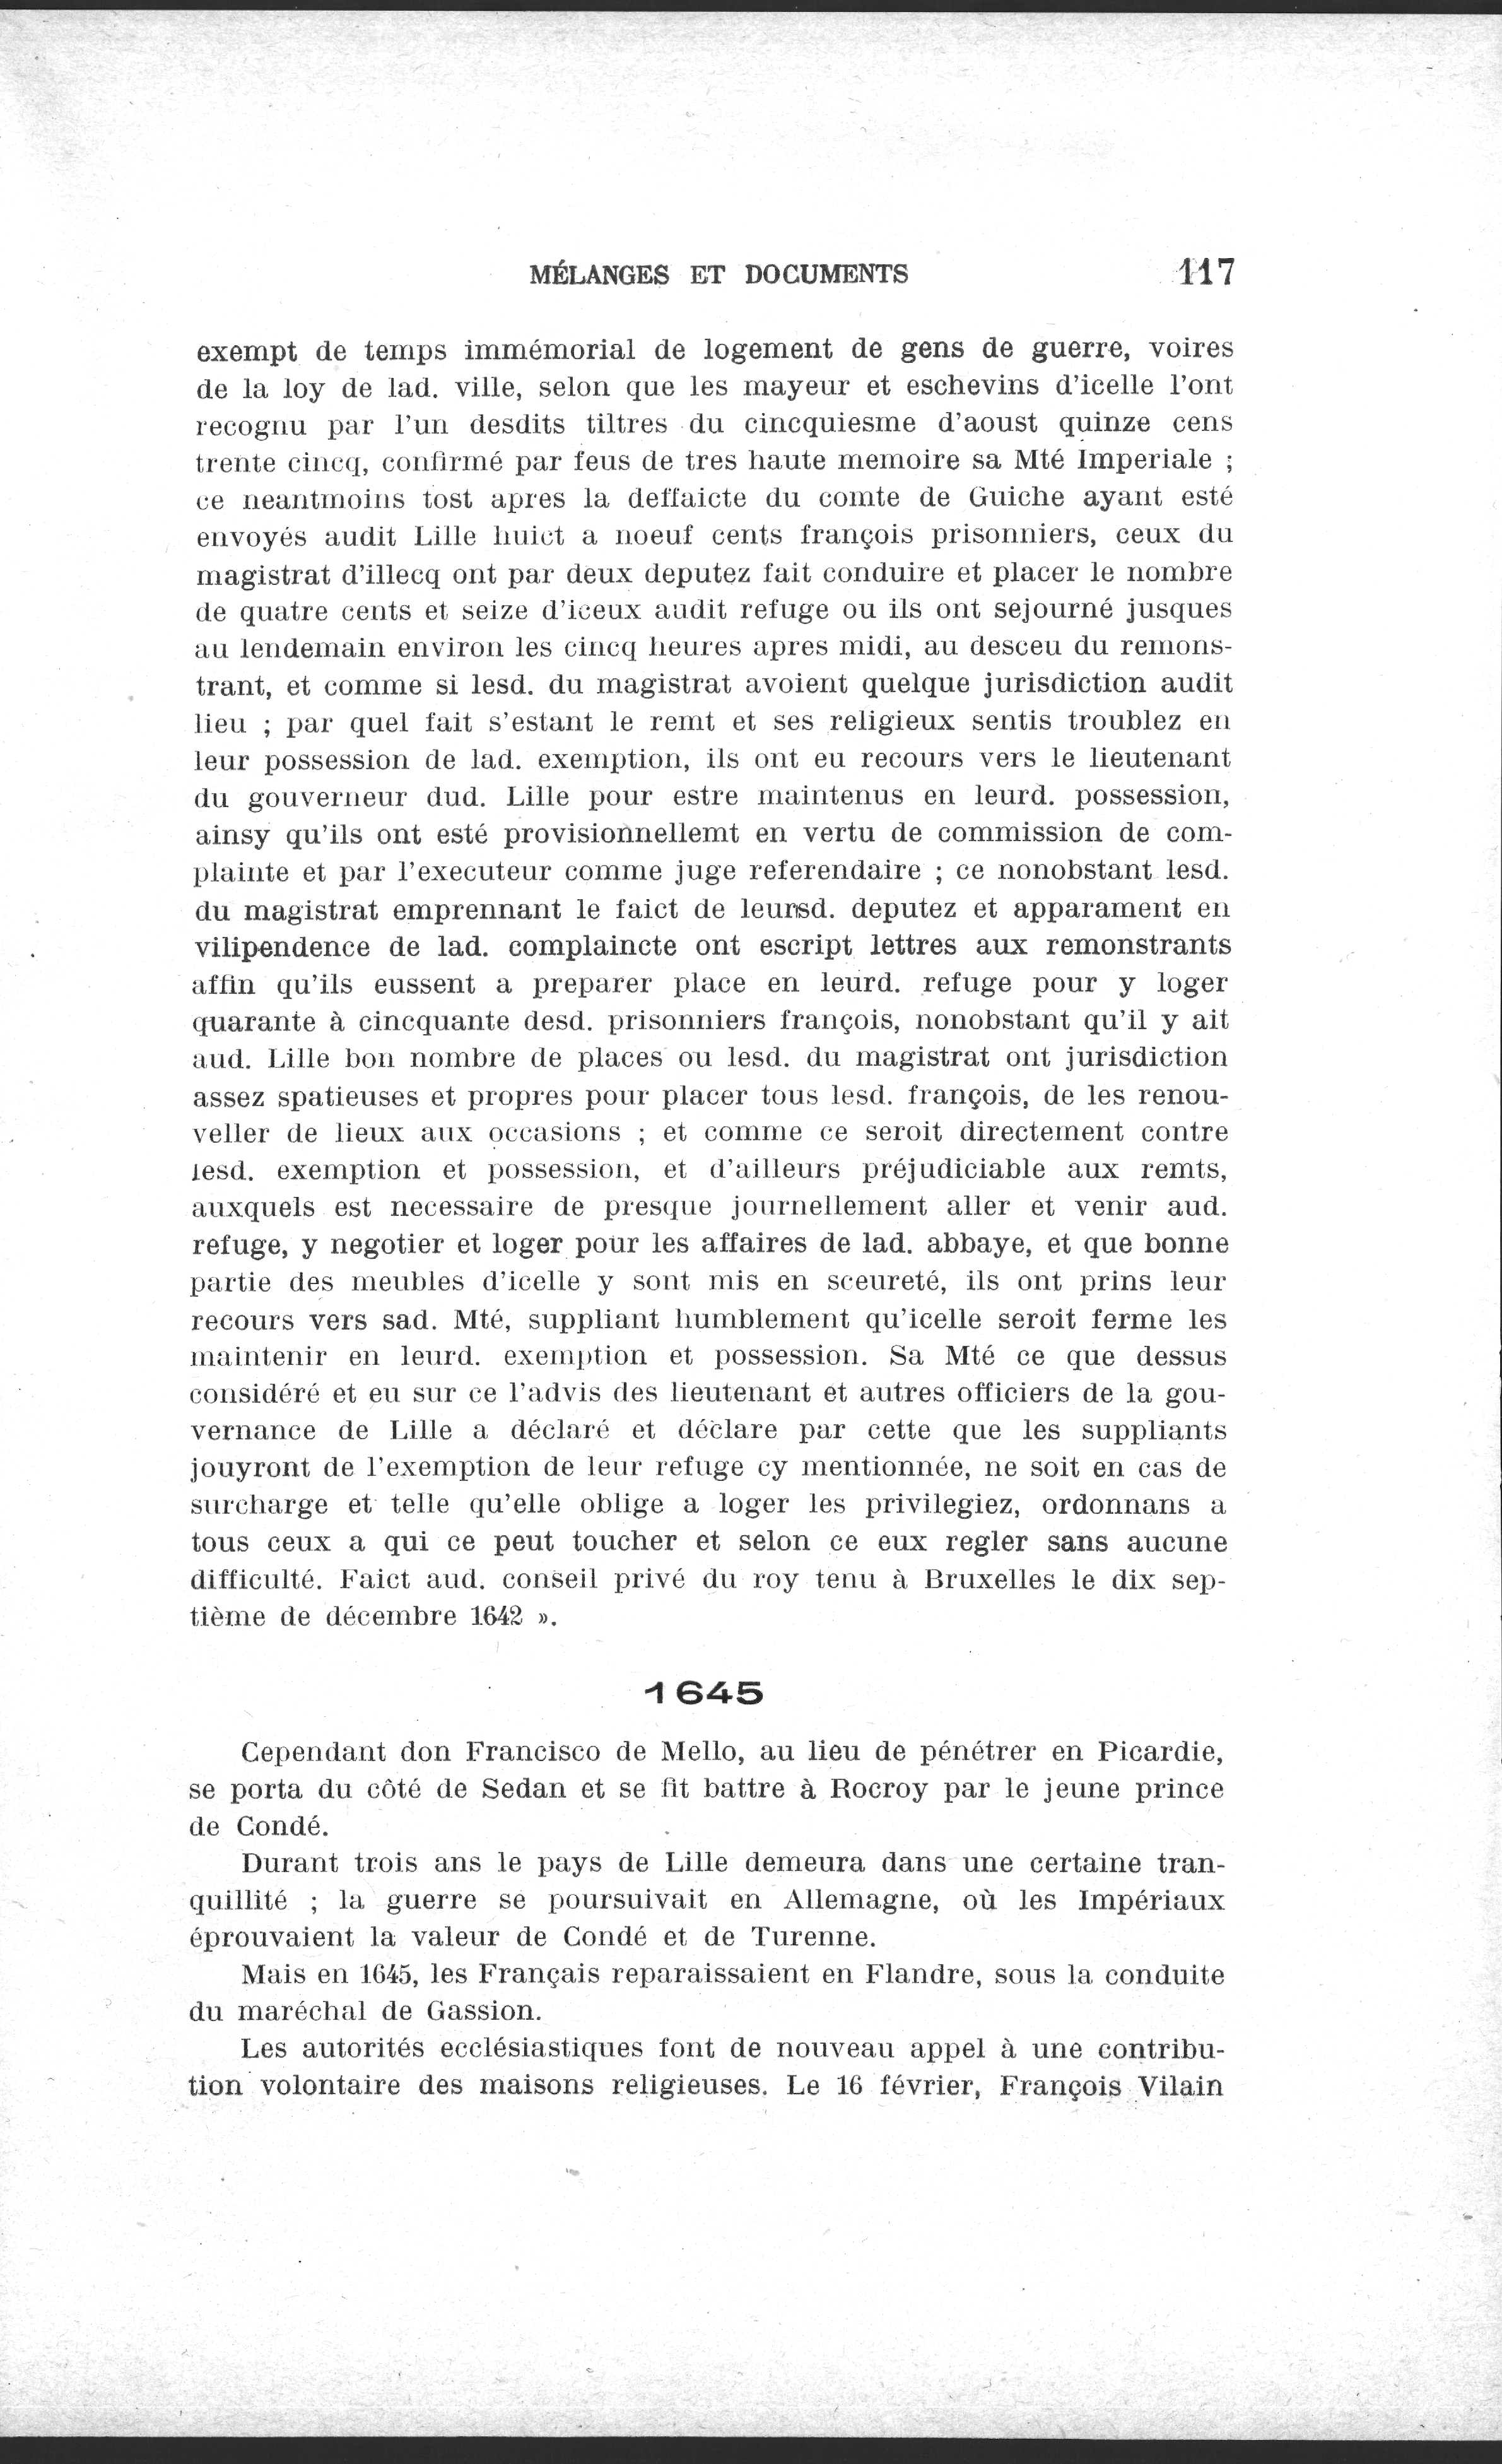 MÉLANGES ET DOCUMENTS 117
exempt de temps immémorial de logement de gens de guerre, voires
de la loy de lad. ville, selon que les mayeur et eschevins d'icelle l'ont
recognu par l'un desdits tiltres du cincquiesme d'aoust quinze cens
trente cincq, confirmé par feus de tres haute memoire sa Mté Imperiale ;
ce neantmoins tost apres la deffaicte du comte de Guiche ayant esté
envoyés audit Lille huict a noeuf cents françois prisonniers, ceux du
magistrat d'illecq ont par deux deputez fait conduire et placer le nombre
de quatre cents et seize d'iceux audit refuge ou ils ont sejourné jusques
au lendemain environ les cincq heures apres midi, au desceu du remons-
trant, et comme si lesd. du magistrat avoient quelque jurisdiction audit
lieu ; par quel fait s'estant le remt et ses religieux sentis troublez en
leur possession de lad. exemption, ils ont eu recours vers le lieutenant
du gouverneur dud. Lille pour estre maintenus en leurd. possession,
ainsy qu'ils ont esté provisionnellemt en vertu de commission de com-
plainte et par l'executeur comme juge referendaire ; ce nonobstant lesd.
du magistrat emprennant le faict de leursd. deputez et apparament en
vilipendence de lad. complaincte ont escript lettres aux remonstrants
affin qu'ils eussent a preparer place en leurd. refuge pour y loger
quarante à cincquante desd. prisonniers françois, nonobstant qu'il y ait
aud. Lille bon nombre de places ou lesd. du magistrat ont jurisdiction
assez spatieuses et propres pour placer tous lesd. françois, de les renou-
veller de lieux aux occasions ; et comme ce seroit directement contre
lesd. exemption et possession, et d'ailleurs préjudiciable aux remts,
auxquels est necessaire de presque journellement aller et venir aud.
refuge, y negotier et loger pour les affaires de lad. abbaye, et que bonne
partie des meubles d'icelle y sont mis en sceureté, ils ont prins leur
recours vers sad. Mté, suppliant humblement qu'icelle seroit ferme les
maintenir en leurd. exemption et possession. Sa Mté ce que dessus
considéré et eu sur ce l'advis des lieutenant et autres officiers de la gou-
vernance de Lille a déclaré et déclare par cette que les suppliants
jouyront de l'exemption de leur refuge cy mentionnée, ne soit en cas de
surcharge et telle qu'elle oblige a loger les privilegiez, ordonnans a
tous ceux a qui ce peut toucher et selon ce eux regler sans aucune
difficulté. Faict aud. conseil privé du roy tenu à Bruxelles le dix sep-
tième de décembre 1642 ».
1645
Cependant don Francisco de Mello, au lieu de pénétrer en Picardie,
se porta du côté de Sedan et se fit battre à Rocroy par le jeune prince
de Condé.
Durant trois ans le pays de Lille demeura dans une certaine tran-
quillité ; la guerre se poursuivait en Allemagne, où les Impériaux
éprouvaient la valeur de Condé et de Turenne.
Mais en 1645, les Français reparaissaient en Flandre, sous la conduite
du maréchal de Gassion.
Les autorités ecclésiastiques font de nouveau appel à une contribu-
tion volontaire des maisons religieuses. Le 16 février, François Vilain